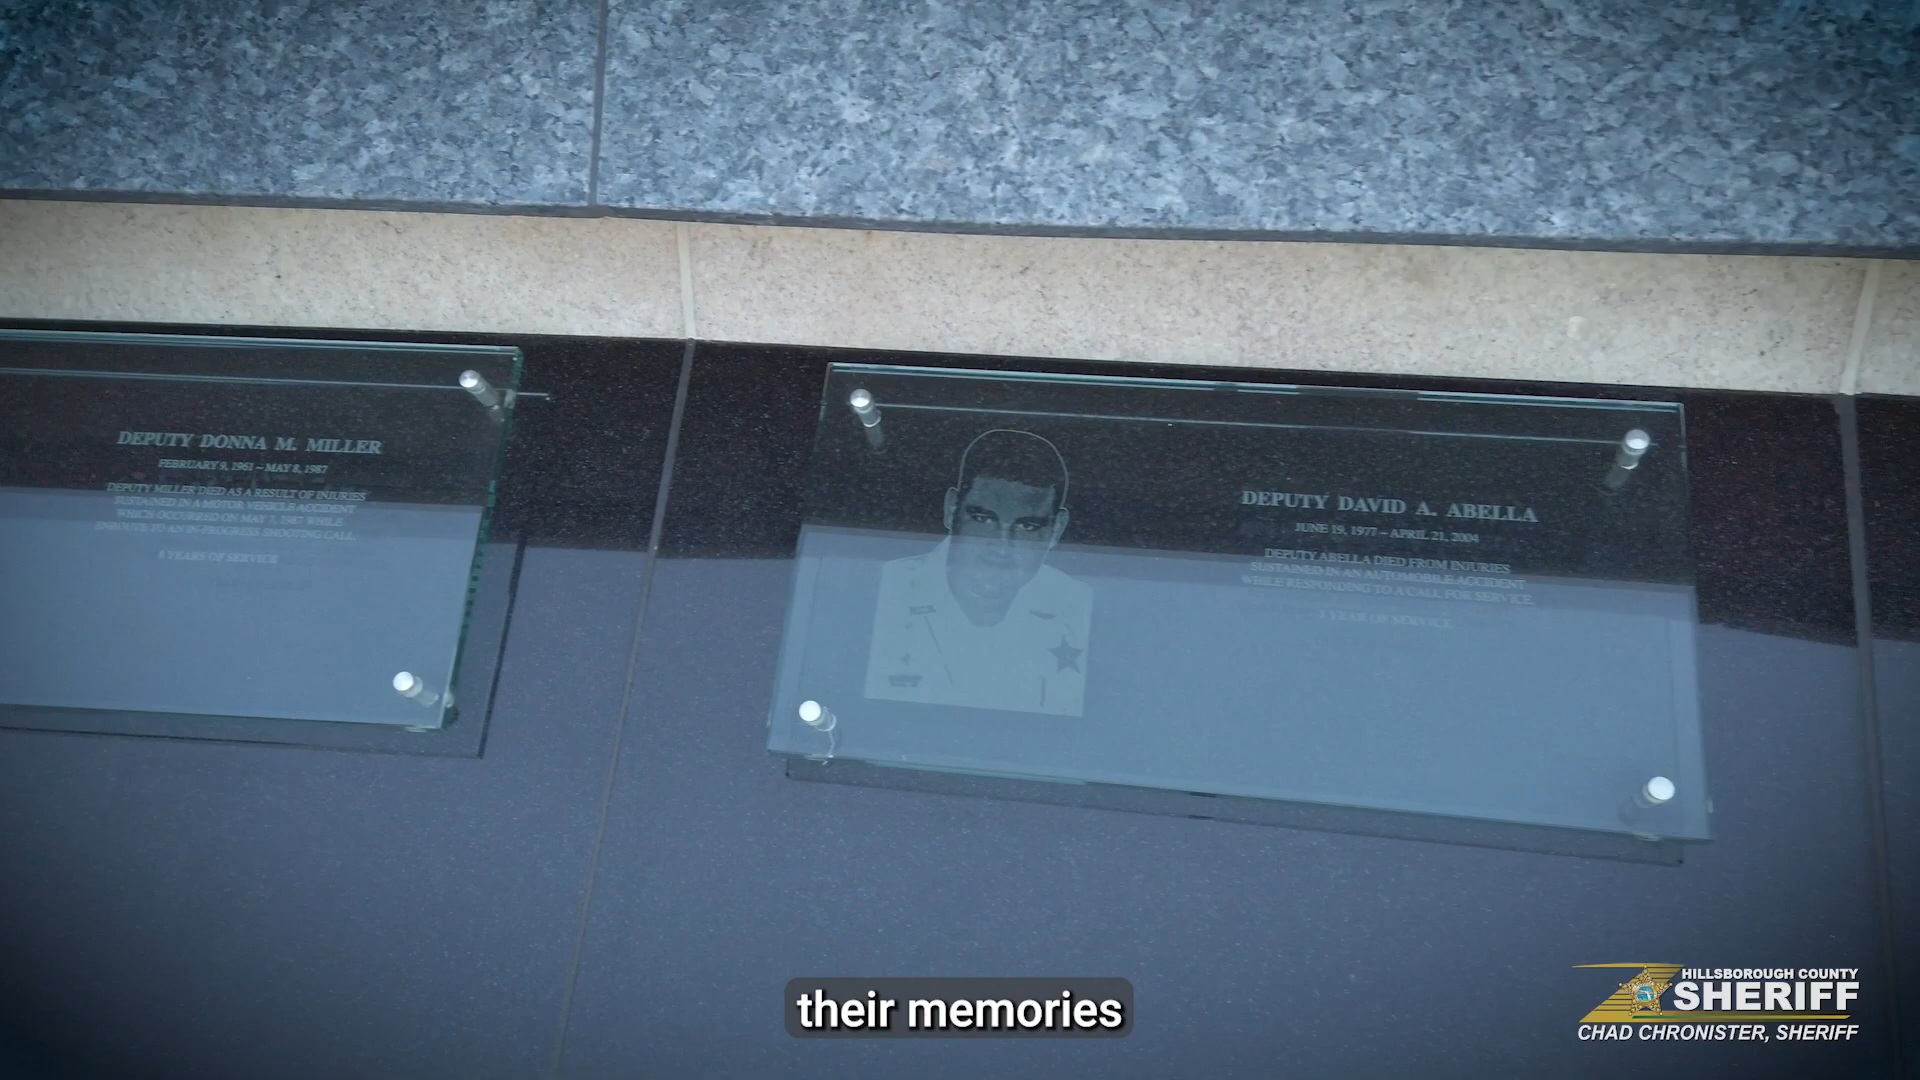 DEPUTY DONNA M. MILLER
FEBRUARY 9, 1961 – MAY 8, 1987
DEPUTY MILLER DIED AS A RESULT OF INJURIES
SUSTAINED IN A MOTOR VEHICLE ACCIDENT
WHICH OCCURRED ON MAY 7, 1987 WHILE
ENROUTE TO AN IN-PROGRESS SHOOTING CALL.
YEARS OF SERVICE
DEPUTY DAVID A. ABELLA
JUNE 19, 1977 – APRIL 21, 2004
DEPUTY ABELLA DIED FROM INJURIES
SUSTAINED IN AN AUTOMOBILE ACCIDENT
WHILE RESPONDING TO A CALL FOR SERVICE.
1 YEAR OF SERVICE
their memories
HILLSBOROUGH COUNTY
SHERIFF
CHAD CHRONISTER, SHERIFF